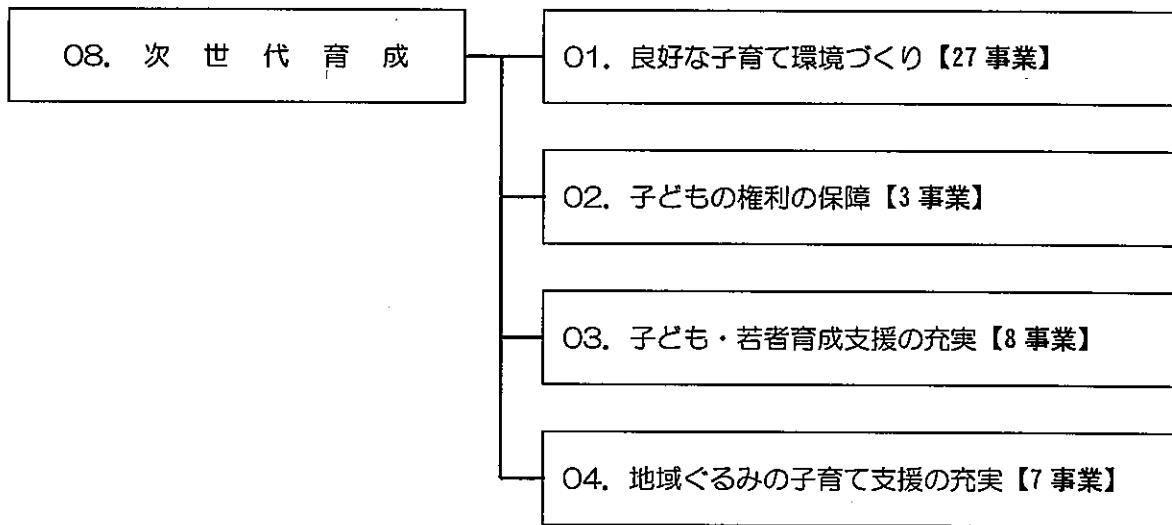 08. 次世代育成
01. 良好な子育て環境づくり【27 事業】
02. 子どもの権利の保障【3 事業】
03. 子ども・若者育成支援の充実【8 事業】
04. 地域ぐるみの子育て支援の充実【7 事業】